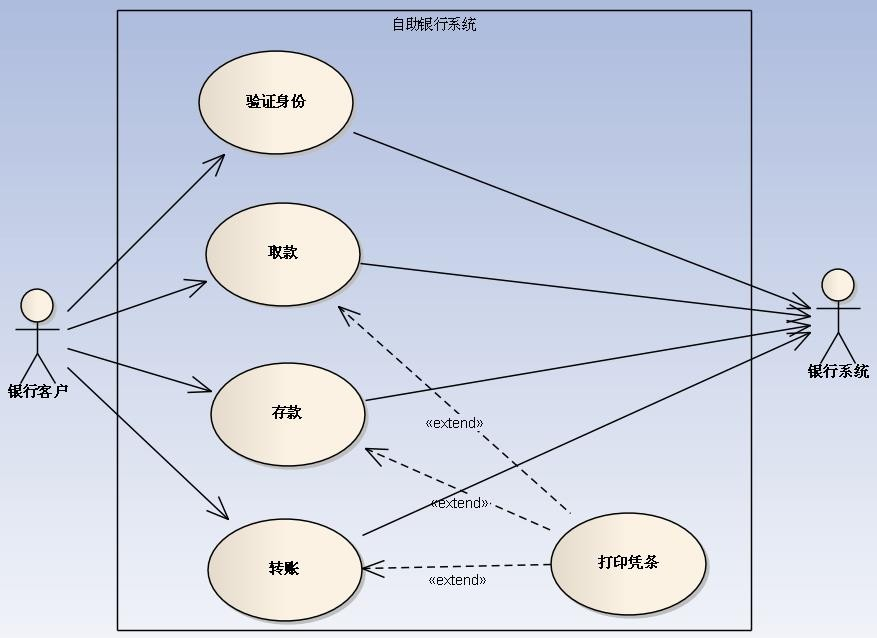 自助银行系统
验证身份
取款
银行客户
银行系统
存款
«extend»
«extend»
转账
打印凭条
«extend»